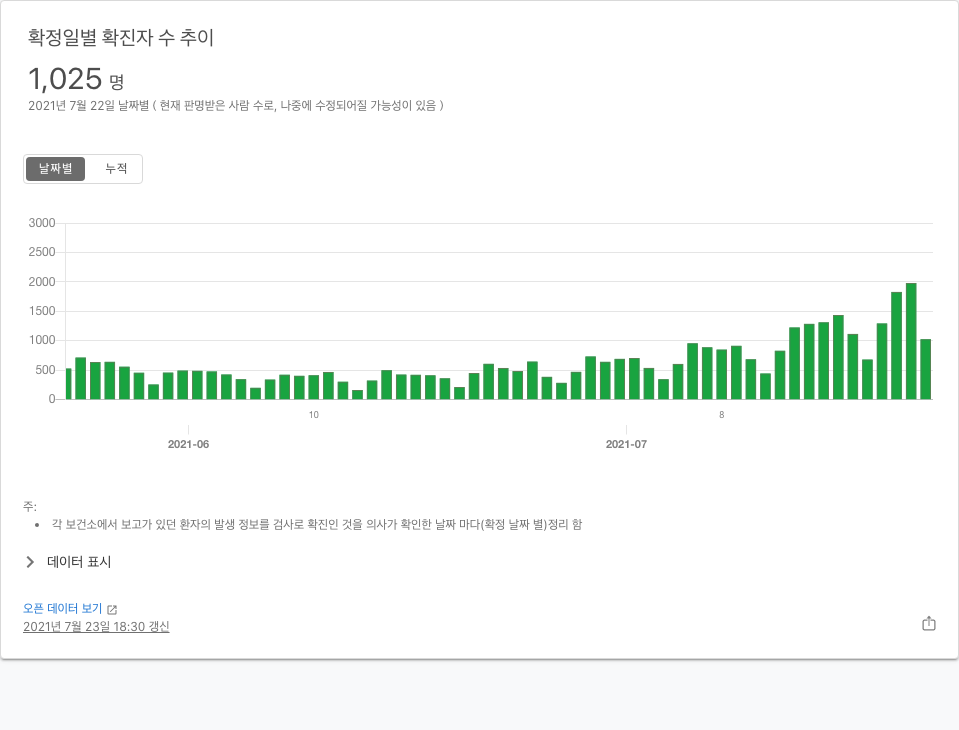 확정일별 확진자 수 추이
1,025 명
2021년 7월 22일 날짜별 ( 현재 판명받은 사람 수로, 나중에 수정되어질 가능성이 있음 )
날짜별 누적
3000
2500
2000
1500
1000
500
0
10 8
2021-06 2021-07
주:
• 각 보건소에서 보고가 있던 환자의 발생 정보를 검사로 확진인 것을 의사가 확인한 날짜 마다(확정 날짜 별)정리 함
데이터 표시
오픈 데이터 보기
2021년 7월 23일 18:30 갱신